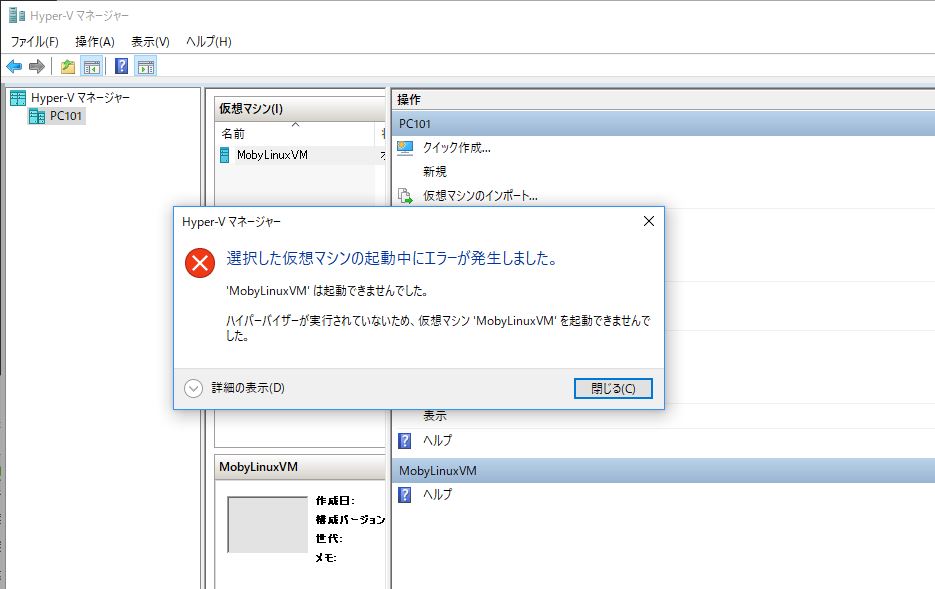 Hyper-V マネージャー
ファイル(F) 操作(A) 表示(V) ヘルプ(H)
Hyper-V マネージャー
PC101
仮想マシン(I)
名前
MobyLinuxVM
操作
PC101
クイック作成...
新規
仮想マシンのインポート...
Hyper-V マネージャー
選択した仮想マシンの起動中にエラーが発生しました。
'MobyLinuxVM' は起動できませんでした。
ハイパーバイザーが実行されていないため、仮想マシン 'MobyLinuxVM' を起動できませんで
した。
詳細の表示(D)
閉じる(C)
表示
ヘルプ
MobyLinuxVM
ヘルプ
MobyLinuxVM
作成日:
構成バージョン
世代:
メモ: